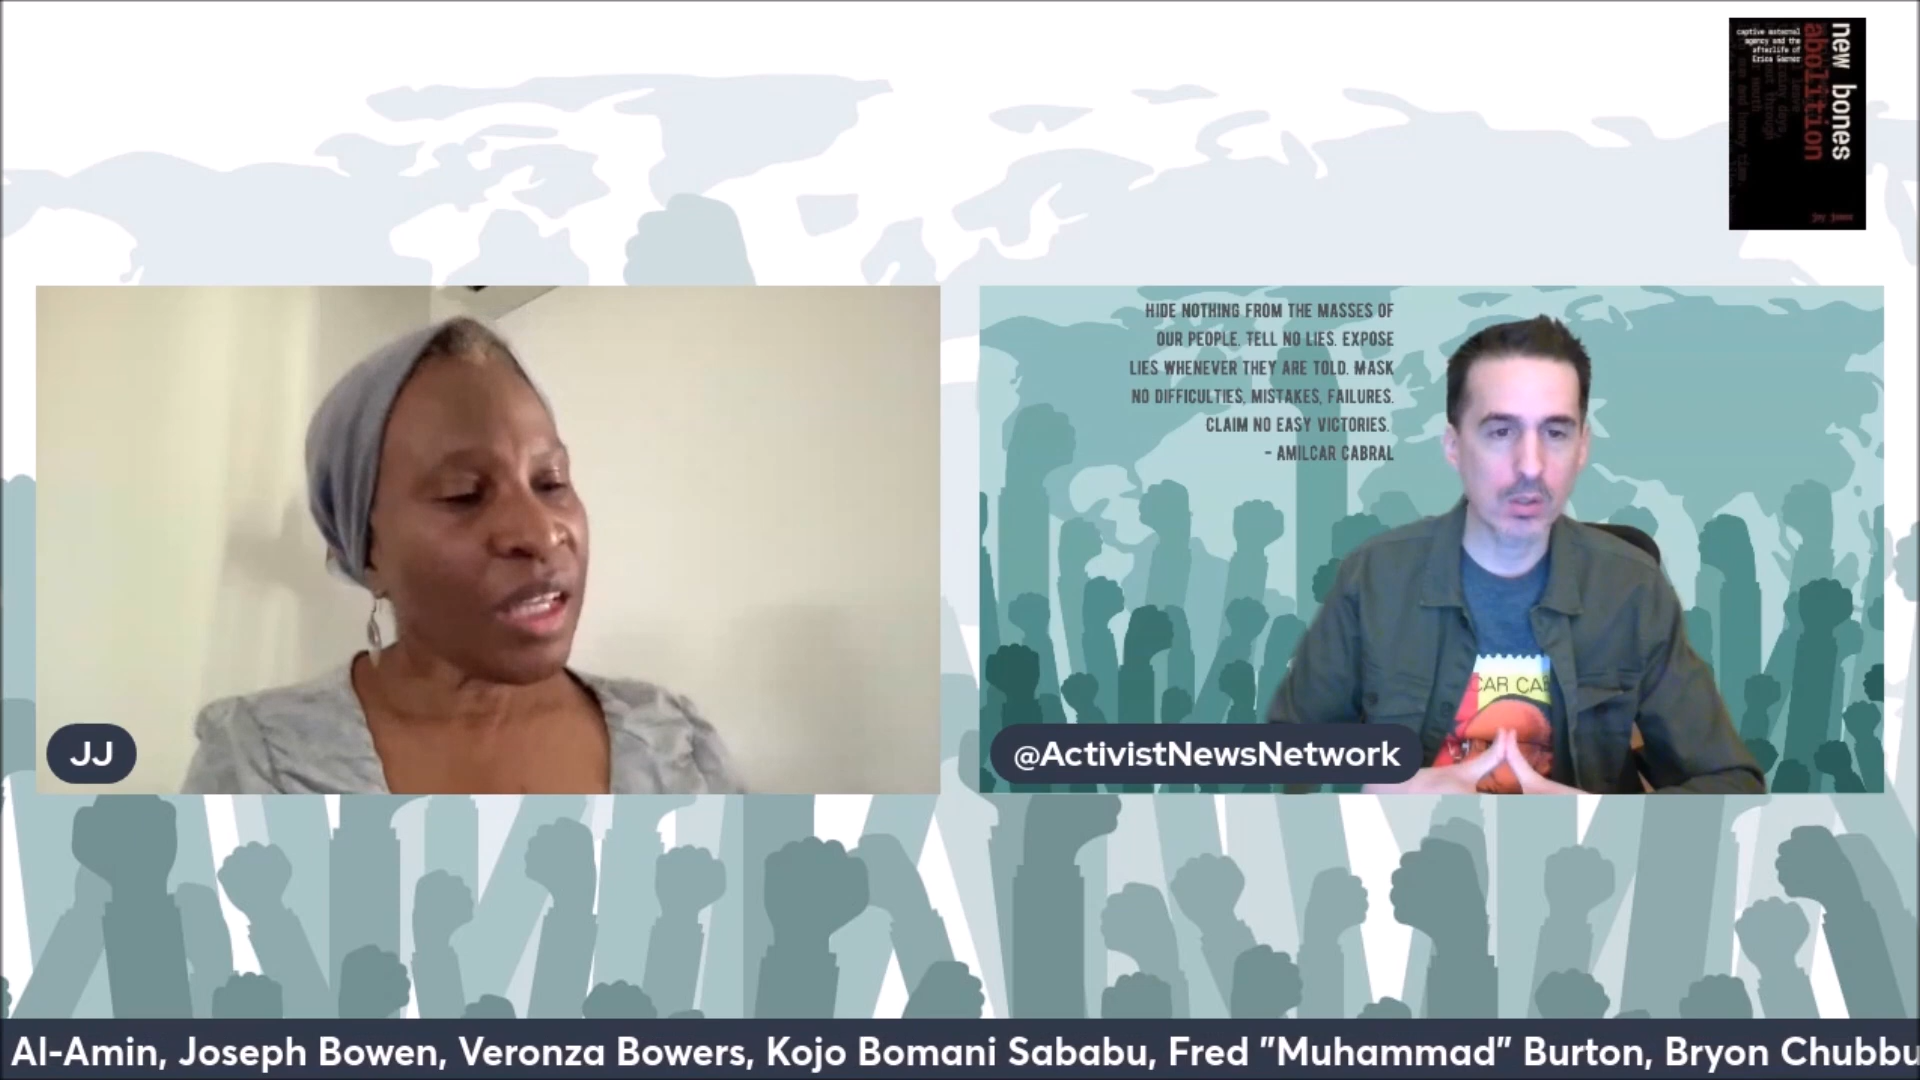 captive maternal
agency and the
afterlife of
Erica Garner
new bones
abolition
joy james
HIDE NOTHING FROM THE MASSES OF
OUR PEOPLE. TELL NO LIES. EXPOSE
LIES WHENEVER THEY ARE TOLD. MASK
NO DIFFICULTIES, MISTAKES, FAILURES.
CLAIM NO EASY VICTORIES.
- AMILCAR CABRAL
CAR CAB
JJ
@ActivistNewsNetwork
Al-Amin, Joseph Bowen, Veronza Bowers, Kojo Bomani Sababu, Fred "Muhammad" Burton, Bryon Chubbu